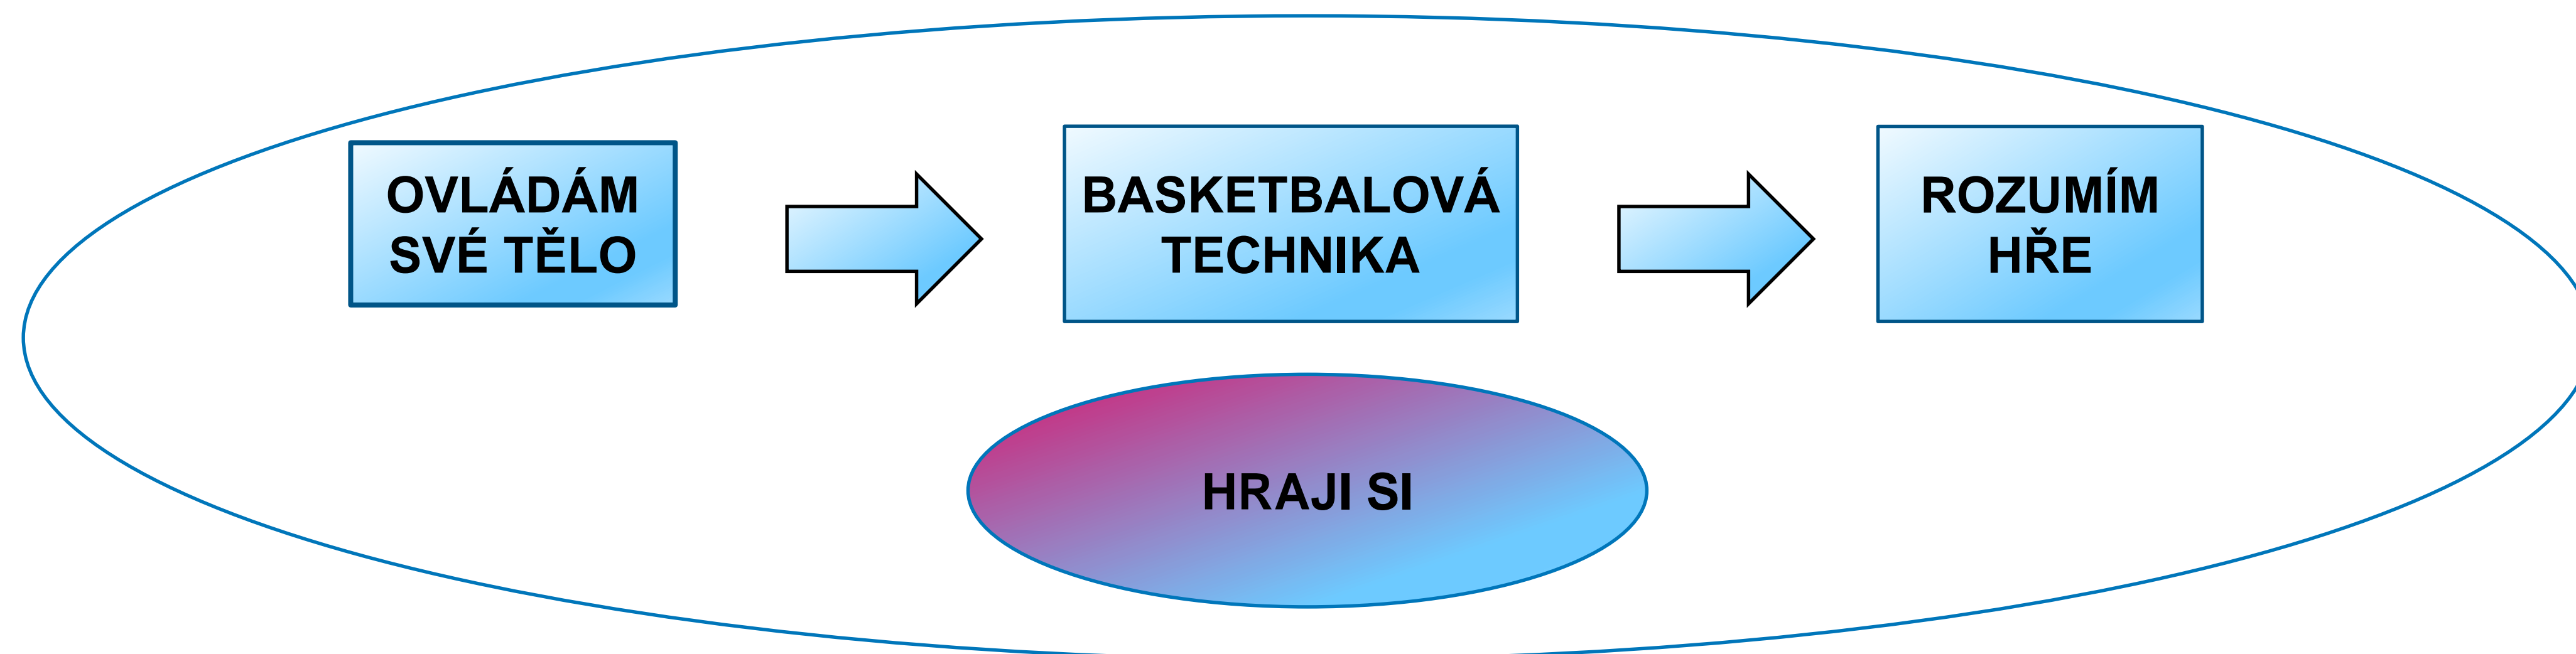 OVLÁDÁM
SVÉ TĚLO
BASKETBALOVÁ
TECHNIKA
ROZUMÍM
HŘE
HRAJI SI